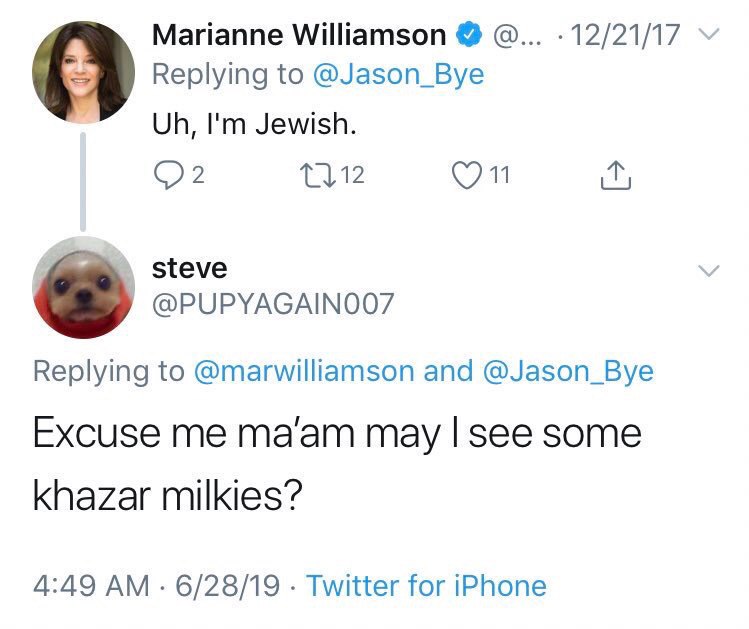 Marianne Williamson @... · 12/21/17
Replying to @Jason_Bye
Uh, I'm Jewish.
2 12 11
steve
@PUPYAGAIN007
Replying to @marwilliamson and @Jason_Bye
Excuse me ma’am may I see some
khazar milkies?
4:49 AM · 6/28/19 · Twitter for iPhone